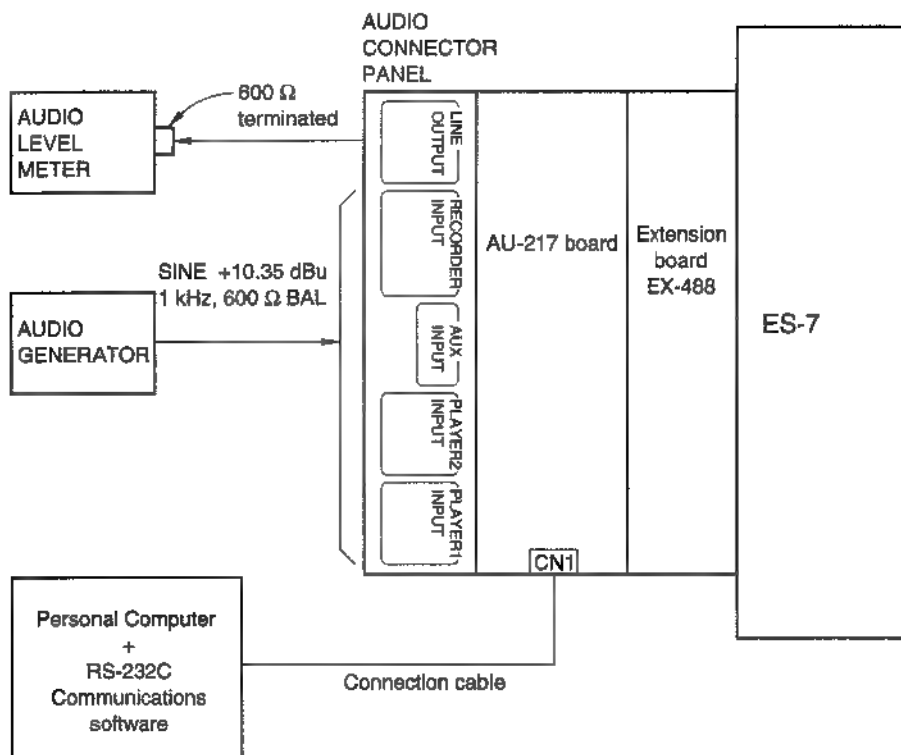 AUDIO
CONNECTOR
PANEL
600 Ω
terminated
AUDIO
LEVEL
METER
LINE
OUTPUT
RECORDER
INPUT
AU-217 board
Extension
board
EX-488
SINE +10.35 dBu
1 kHz, 600 Ω BAL
ES-7
AUDIO
GENERATOR
AUX
INPUT
PLAYER2
INPUT
PLAYER1
INPUT
CN1
Personal Computer
+
RS-232C
Communications
software
Connection cable